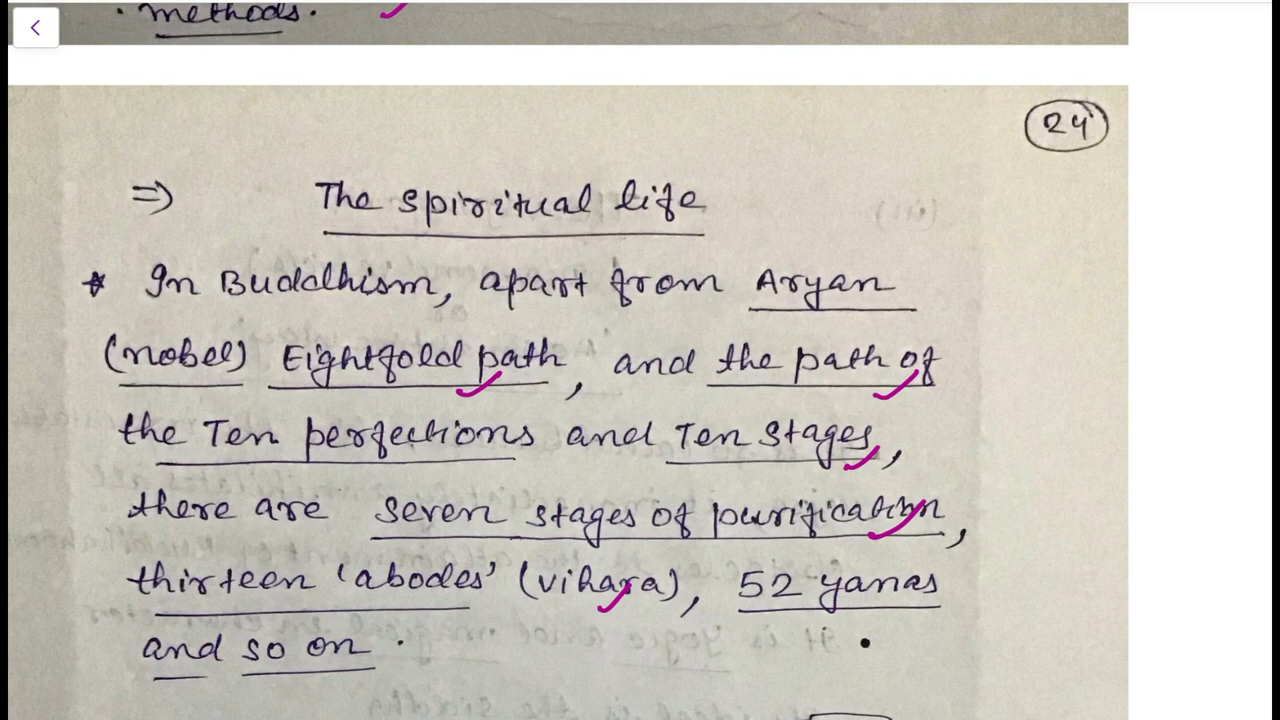 • methods.
24
⇒ The spiritual life
* In Buddhism, apart from Aryan
(nobel) Eightfold path, and the path of
the Ten perfections and Ten stages,
there are seven stages of purification,
thirteen 'abodes' (vihara), 52 yanas
and so on.